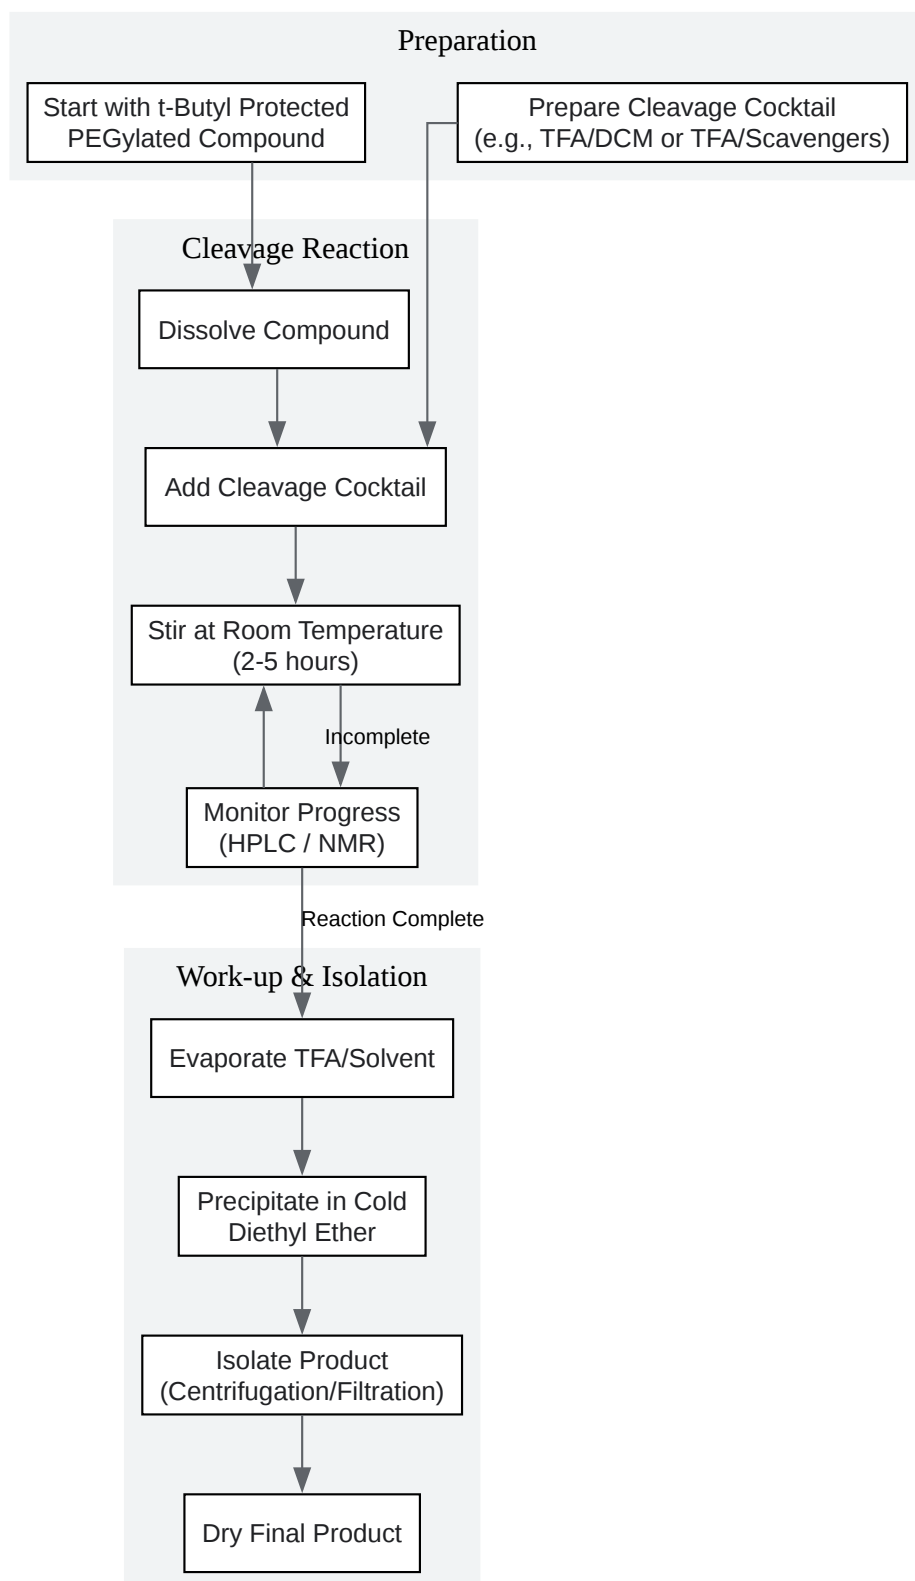 Preparation
Start with t-Butyl Protected
PEGylated Compound
Prepare Cleavage Cocktail
(e.g., TFA/DCM or TFA/Scavengers)
Cleavage Reaction
Dissolve Compound
Add Cleavage Cocktail
Stir at Room Temperature
(2-5 hours)
Incomplete
Monitor Progress
(HPLC / NMR)
Reaction Complete
Work-up & Isolation
Evaporate TFA/Solvent
Precipitate in Cold
Diethyl Ether
Isolate Product
(Centrifugation/Filtration)
Dry Final Product